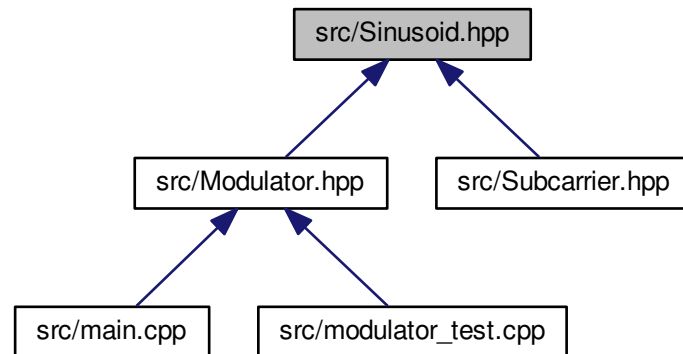 src/Sinusoid.hpp
src/Modulator.hpp
src/Subcarrier.hpp
src/main.cpp
src/modulator_test.cpp